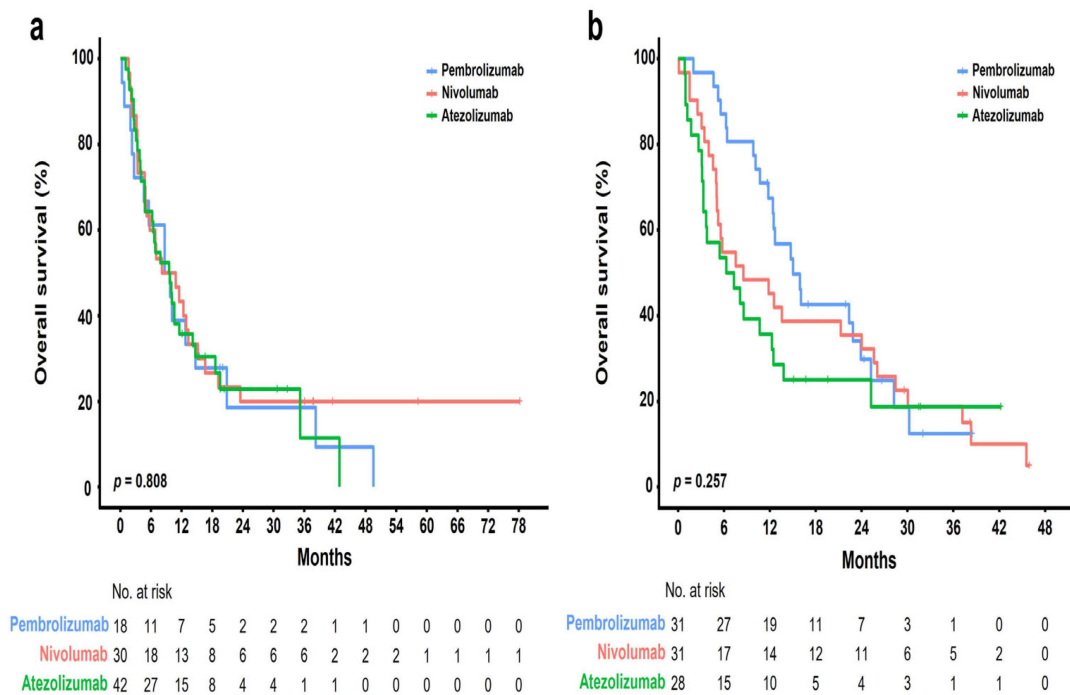 a
100
80
60
40
20
0
Overall survival (%)
Pembrolizumab
Nivolumab
Atezolizumab
p = 0.808
0 6 12 18 24 30 36 42 48 54 60 66 72 78
Months
No. at risk
Pembrolizumab 18 11 7 5 2 2 2 1 1 0 0 0 0 0
Nivolumab 30 18 13 8 6 6 6 2 2 2 1 1 1 1
Atezolizumab 42 27 15 8 4 4 1 1 0 0 0 0 0 0
b
100
80
60
40
20
0
Overall survival (%)
Pembrolizumab
Nivolumab
Atezolizumab
p = 0.257
0 6 12 18 24 30 36 42 48
Months
No. at risk
Pembrolizumab 31 27 19 11 7 3 1 0 0
Nivolumab 31 17 14 12 11 6 5 2 0
Atezolizumab 28 15 10 5 4 3 1 1 0